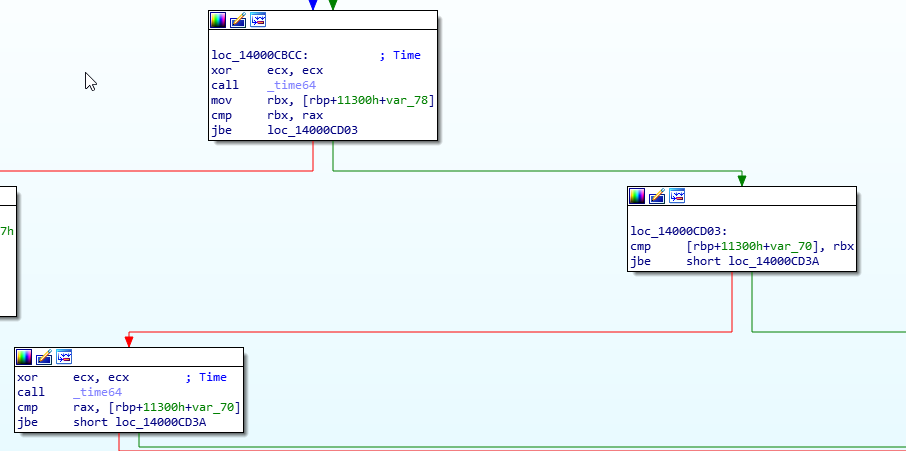 loc_14000CBCC: ; Time
xor ecx, ecx
call _time64
mov rbx, [rbp+11300h+var_78]
cmp rbx, rax
jbe loc_14000CD03
7h
loc_14000CD03:
cmp [rbp+11300h+var_70], rbx
jbe short loc_14000CD3A
xor ecx, ecx ; Time
call _time64
cmp rax, [rbp+11300h+var_70]
jbe short loc_14000CD3A